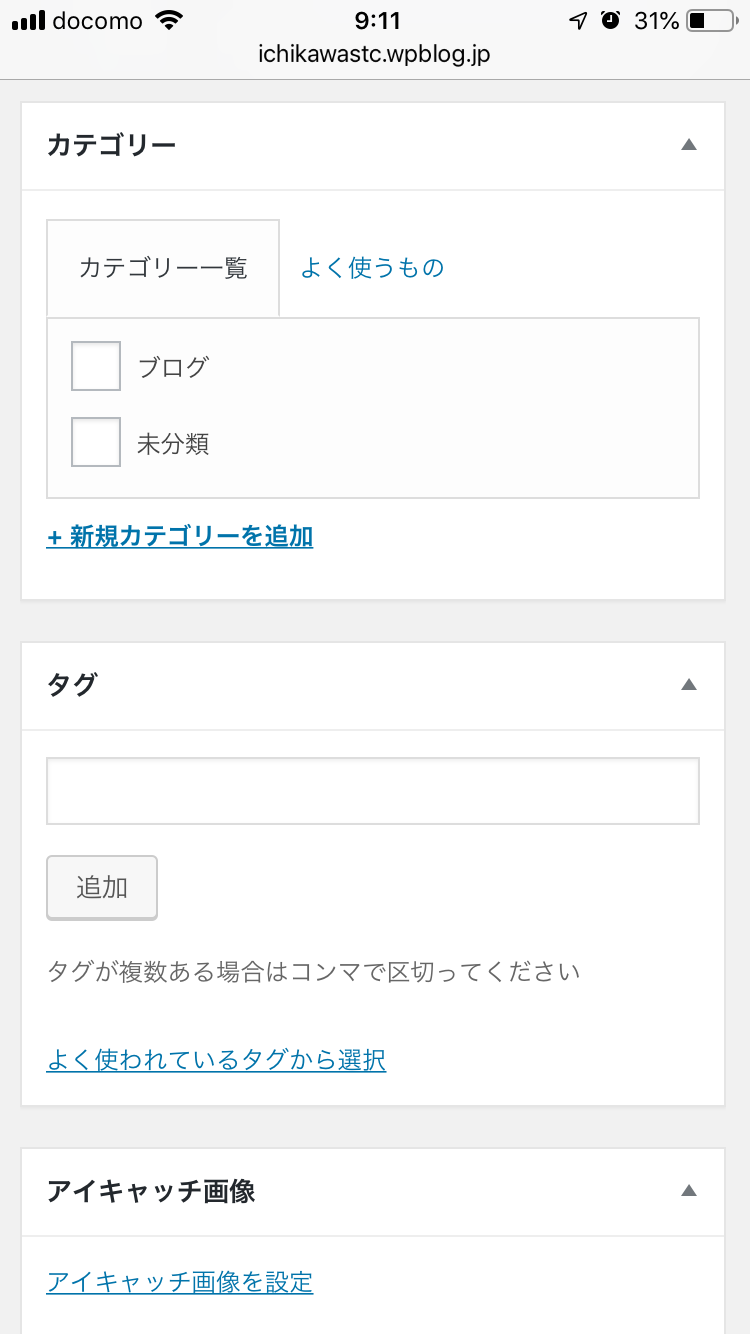 docomo 9:11 31%
ichikawastc.wpblog.jp
カテゴリー
カテゴリー一覧 よく使うもの
ブログ
未分類
+ 新規カテゴリーを追加
タグ
追加
タグが複数ある場合はコンマで区切ってください
よく使われているタグから選択
アイキャッチ画像
アイキャッチ画像を設定